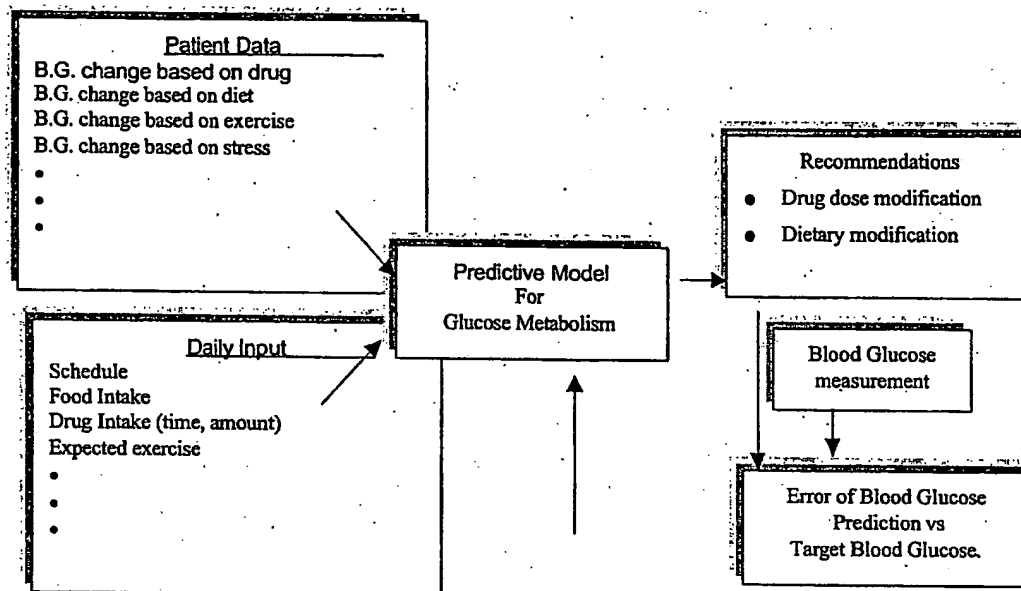 Patient Data
B.G. change based on drug
B.G. change based on diet
B.G. change based on exercise
B.G. change based on stress
Daily Input
Schedule
Food Intake
Drug Intake (time, amount)
Expected exercise
Predictive Model
For
Glucose Metabolism
Recommendations
• Drug dose modification
• Dietary modification
Blood Glucose
measurement
Error of Blood Glucose
Prediction vs
Target Blood Glucose.